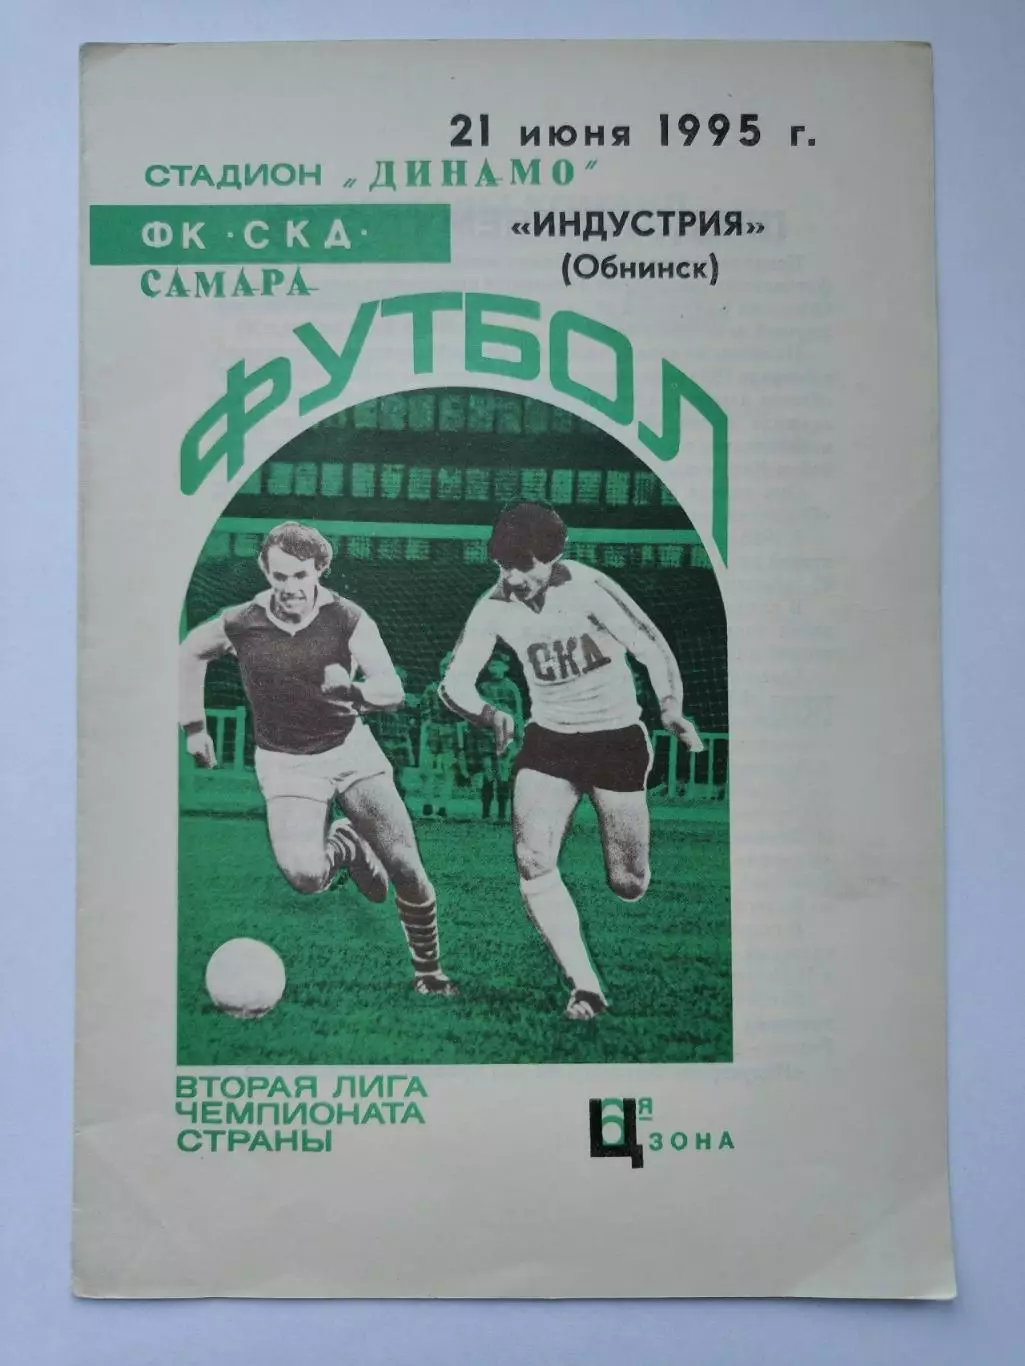 21 июня 1995 г.
СТАДИОН „ДИНАМО"
ФК ·СКД·
САМАРА
«ИНДУСТРИЯ»
(Обнинск)
ФУТБОЛ
СКД
ВТОРАЯ ЛИГА
ЧЕМПИОНАТА
СТРАНЫ
6Я
Ц ЗОНА